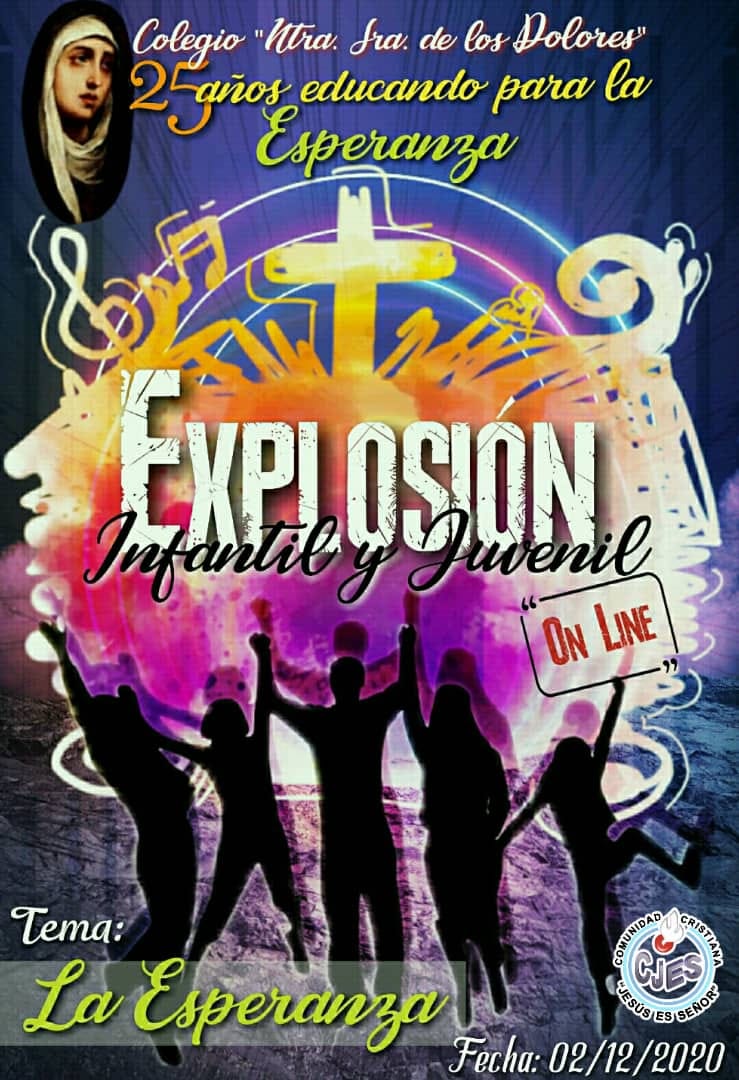 Colegio "Ntra. Sra. de los Dolores"
25 años educando para la
Esperanza
EXPLOSIÓN
Infantil y Juvenil
"ON LINE"
Tema:
La Esperanza
COMUNIDAD CRISTIANA
CJES
"JESÚS ES SEÑOR"
Fecha: 02/12/2020